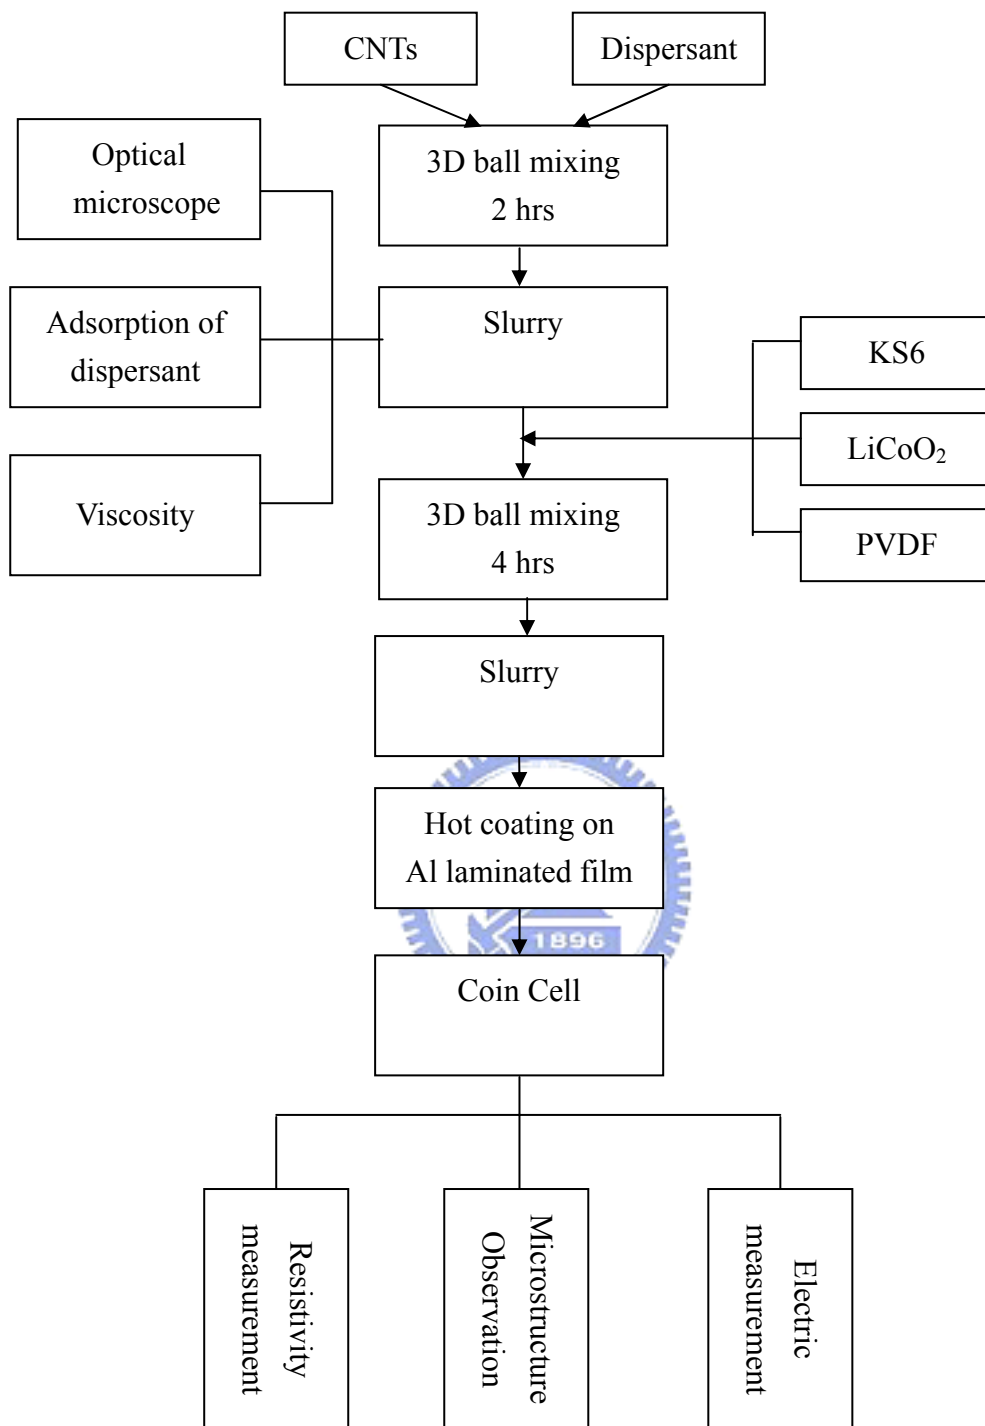 CNTs
Dispersant
3D ball mixing
2 hrs
Optical
microscope
Adsorption of
dispersant
Viscosity
Slurry
KS6
LiCoO₂
PVDF
3D ball mixing
4 hrs
Slurry
Hot coating on
Al laminated film
1896
Coin Cell
Resistivity
measurement
Microstructure
Observation
Electric
measurement